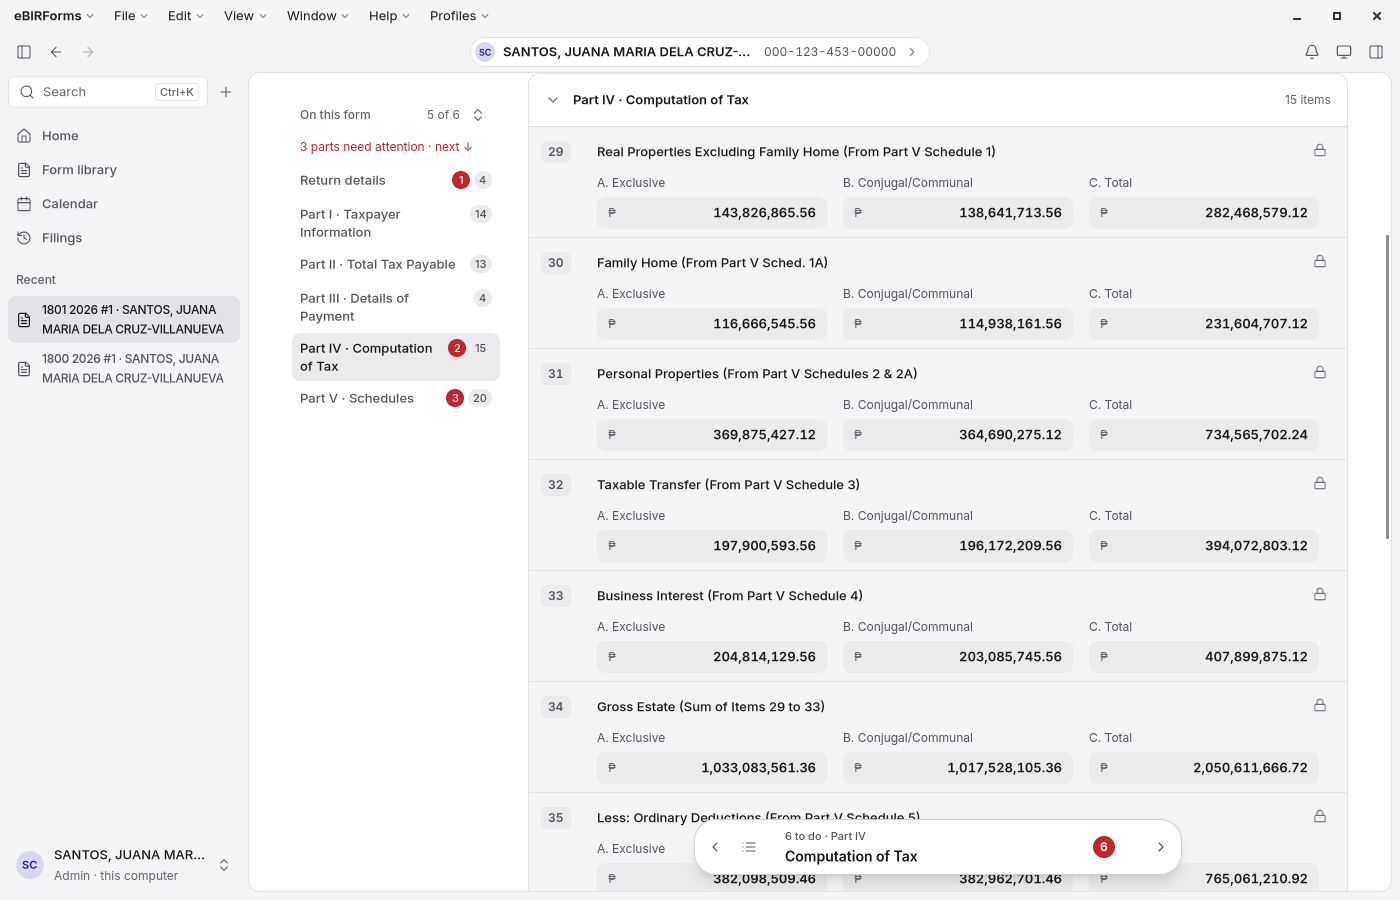 eBIRForms File Edit View Window Help Profiles
SC SANTOS, JUANA MARIA DELA CRUZ-... 000-123-453-00000
Search Ctrl+K
Home
Form library
Calendar
Filings
Recent
1801 2026 #1 · SANTOS, JUANA
MARIA DELA CRUZ-VILLANUEVA
1800 2026 #1 · SANTOS, JUANA
MARIA DELA CRUZ-VILLANUEVA
SC SANTOS, JUANA MAR...
Admin · this computer
On this form 5 of 6
3 parts need attention · next ↓
Return details 1 4
Part I · Taxpayer
Information 14
Part II · Total Tax Payable 13
Part III · Details of
Payment 4
Part IV · Computation
of Tax 2 15
Part V · Schedules 3 20
Part IV · Computation of Tax 15 items
29 Real Properties Excluding Family Home (From Part V Schedule 1)
A. Exclusive B. Conjugal/Communal C. Total
₱ 143,826,865.56 ₱ 138,641,713.56 ₱ 282,468,579.12
30 Family Home (From Part V Sched. 1A)
A. Exclusive B. Conjugal/Communal C. Total
₱ 116,666,545.56 ₱ 114,938,161.56 ₱ 231,604,707.12
31 Personal Properties (From Part V Schedules 2 & 2A)
A. Exclusive B. Conjugal/Communal C. Total
₱ 369,875,427.12 ₱ 364,690,275.12 ₱ 734,565,702.24
32 Taxable Transfer (From Part V Schedule 3)
A. Exclusive B. Conjugal/Communal C. Total
₱ 197,900,593.56 ₱ 196,172,209.56 ₱ 394,072,803.12
33 Business Interest (From Part V Schedule 4)
A. Exclusive B. Conjugal/Communal C. Total
₱ 204,814,129.56 ₱ 203,085,745.56 ₱ 407,899,875.12
34 Gross Estate (Sum of Items 29 to 33)
A. Exclusive B. Conjugal/Communal C. Total
₱ 1,033,083,561.36 ₱ 1,017,528,105.36 ₱ 2,050,611,666.72
35 Less: Ordinary Deductions (From Part V Schedule 5)
A. Exclusive
₱ 382,098,509.46 ₱ 382,962,701.46 ₱ 765,061,210.92
6 to do · Part IV
Computation of Tax 6